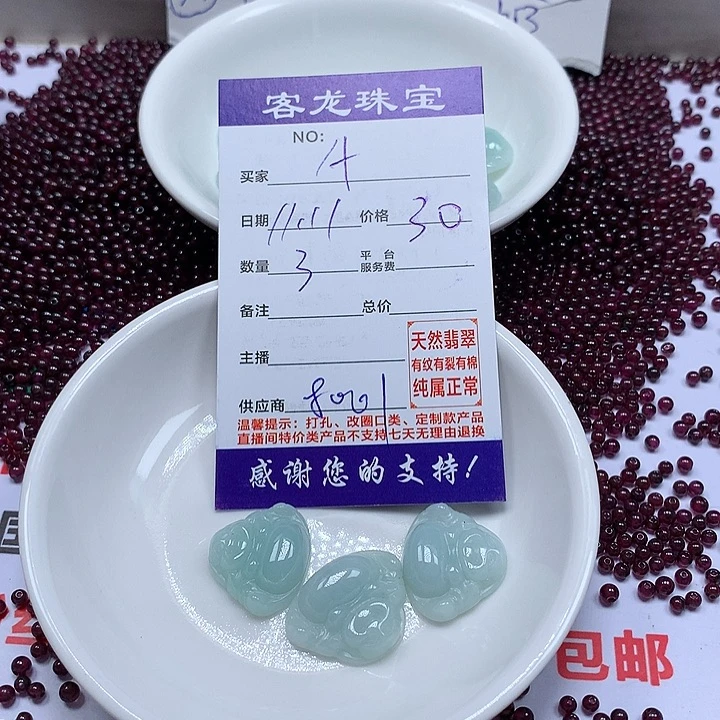 客龙珠宝
NO:
买家 A
日期 11.11 价格 30
数量 3 平台服务费
备注 总价
主播
天然翡翠
有纹有裂有棉
纯属正常
供应商 8001
温馨提示：打孔、改圈口类、定制款产品
直播间特价类产品不支持七天无理由退换
感谢您的支持！
包邮